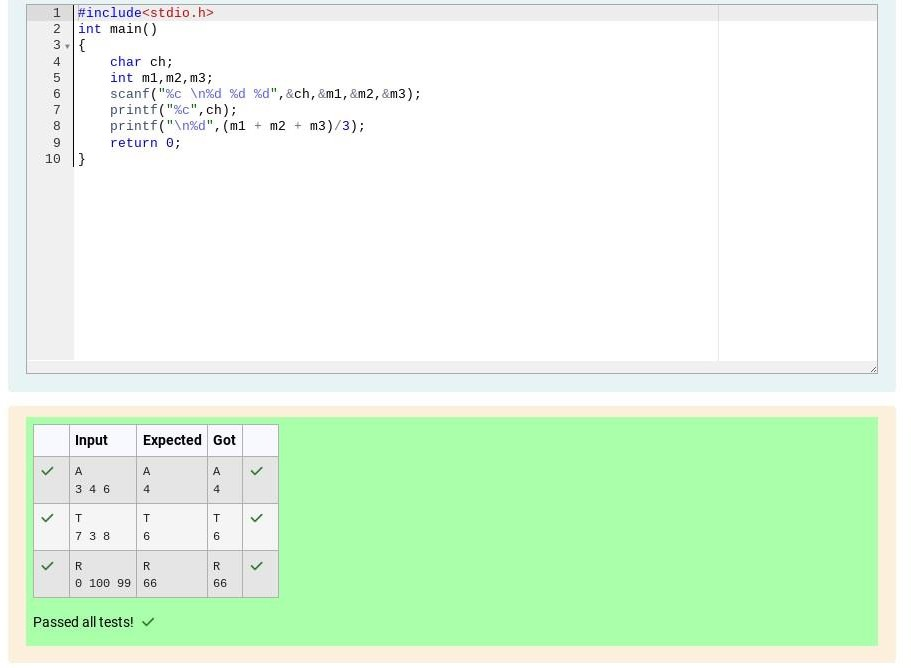 1 #include<stdio.h>
2 int main()
3 {
4     char ch;
5     int m1,m2,m3;
6     scanf("%c \n%d %d %d",&ch,&m1,&m2,&m3);
7     printf("%c",ch);
8     printf("\n%d",(m1 + m2 + m3)/3);
9     return 0;
10 }
Input Expected Got
A A A
3 4 6 4 4
T T T
7 3 8 6 6
R R R
0 100 99 66 66
Passed all tests!